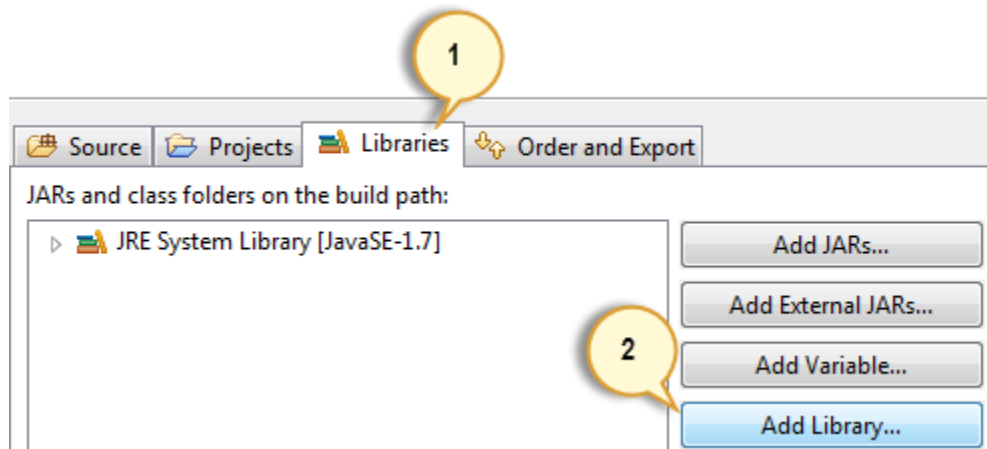 1
Source Projects Libraries Order and Export
JARs and class folders on the build path:
JRE System Library [JavaSE-1.7]
Add JARs...
Add External JARs...
2
Add Variable...
Add Library...